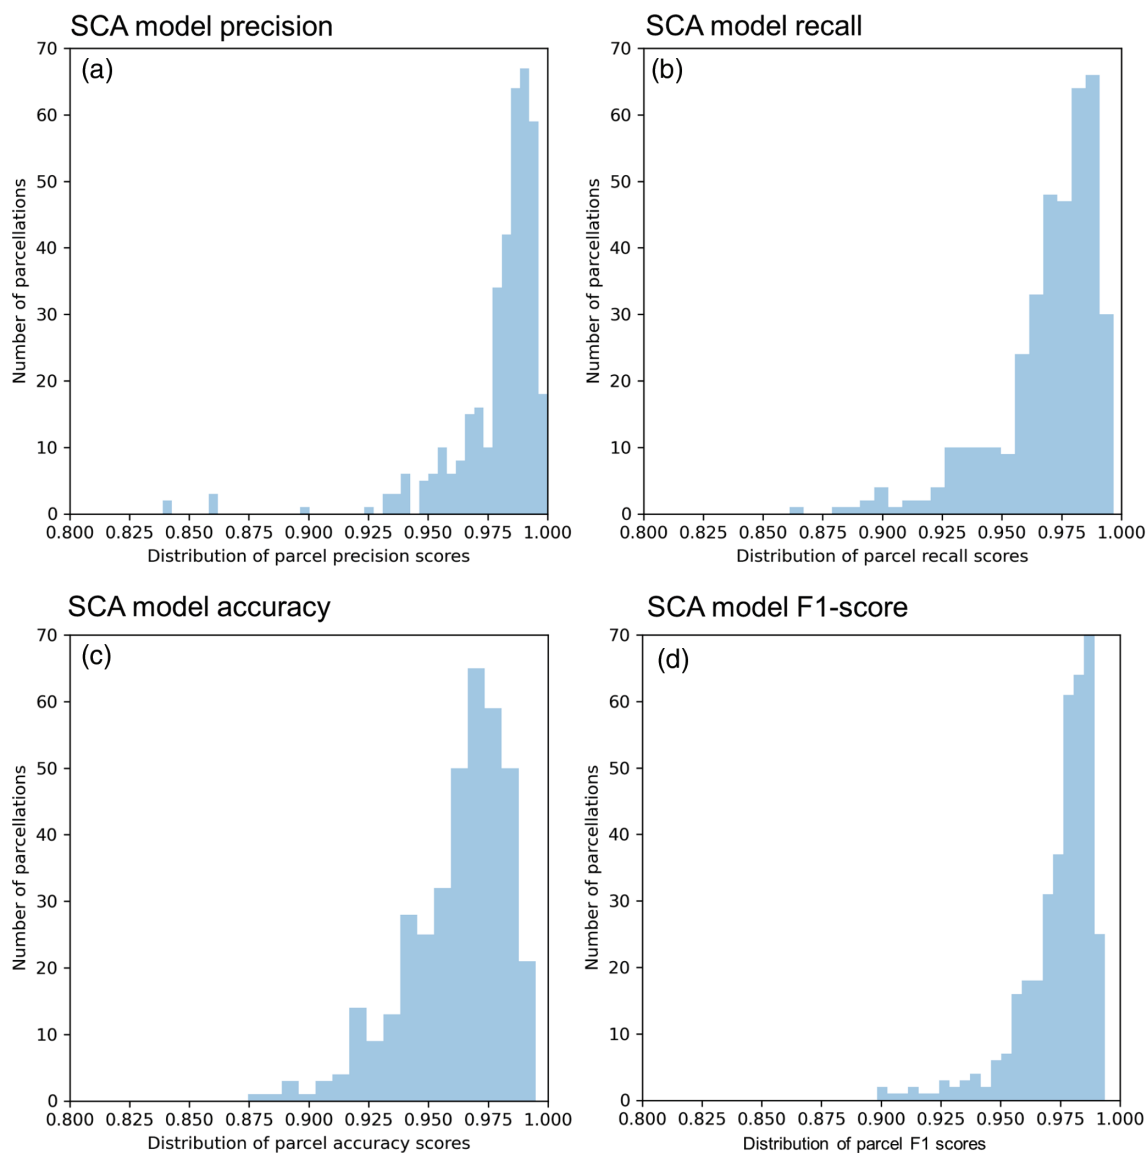 SCA model precision
(a)
70
60
50
40
30
20
10
0
Number of parcellations
0.800 0.825 0.850 0.875 0.900 0.925 0.950 0.975 1.000
Distribution of parcel precision scores
SCA model recall
(b)
70
60
50
40
30
20
10
0
Number of parcellations
0.800 0.825 0.850 0.875 0.900 0.925 0.950 0.975 1.000
Distribution of parcel recall scores
SCA model accuracy
(c)
70
60
50
40
30
20
10
0
Number of parcellations
0.800 0.825 0.850 0.875 0.900 0.925 0.950 0.975 1.000
Distribution of parcel accuracy scores
SCA model F1-score
(d)
70
60
50
40
30
20
10
0
Number of parcellations
0.800 0.825 0.850 0.875 0.900 0.925 0.950 0.975 1.000
Distribution of parcel F1 scores